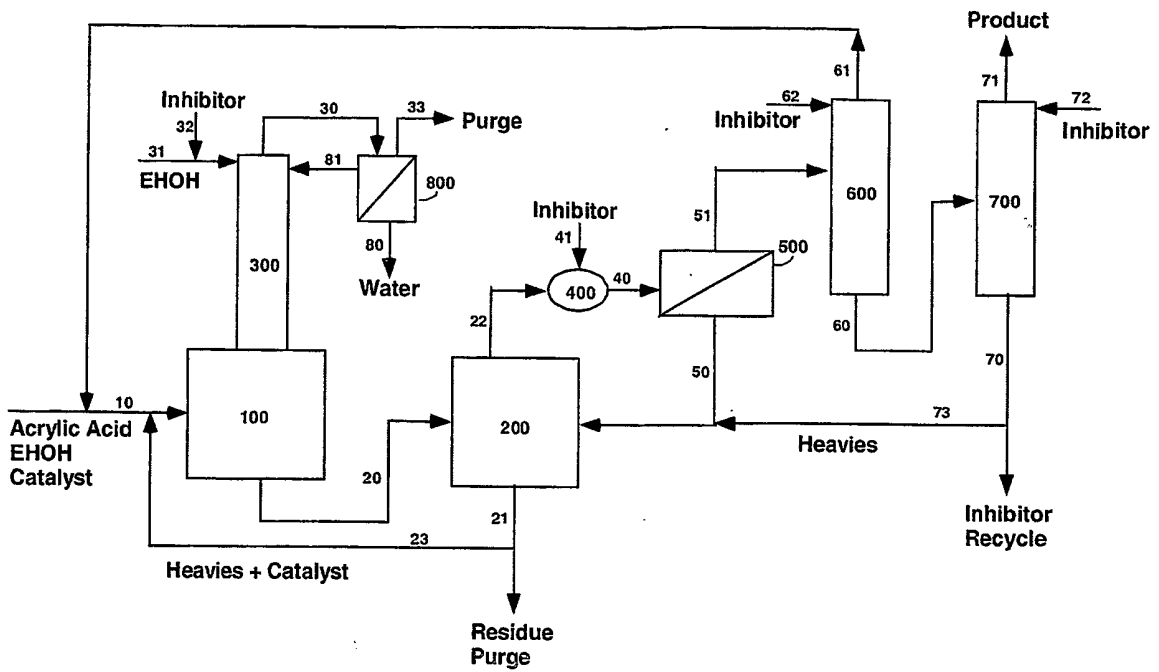 Product
61
71
Inhibitor
30
33
62
72
32
Purge
Inhibitor
Inhibitor
31
81
EHOH
800
600
700
Inhibitor
51
41
500
80
300
Water
400
40
60
22
50
70
10
100
200
73
Acrylic Acid
EHOH
Catalyst
Heavies
20
21
Inhibitor
Recycle
23
Heavies + Catalyst
Residue
Purge